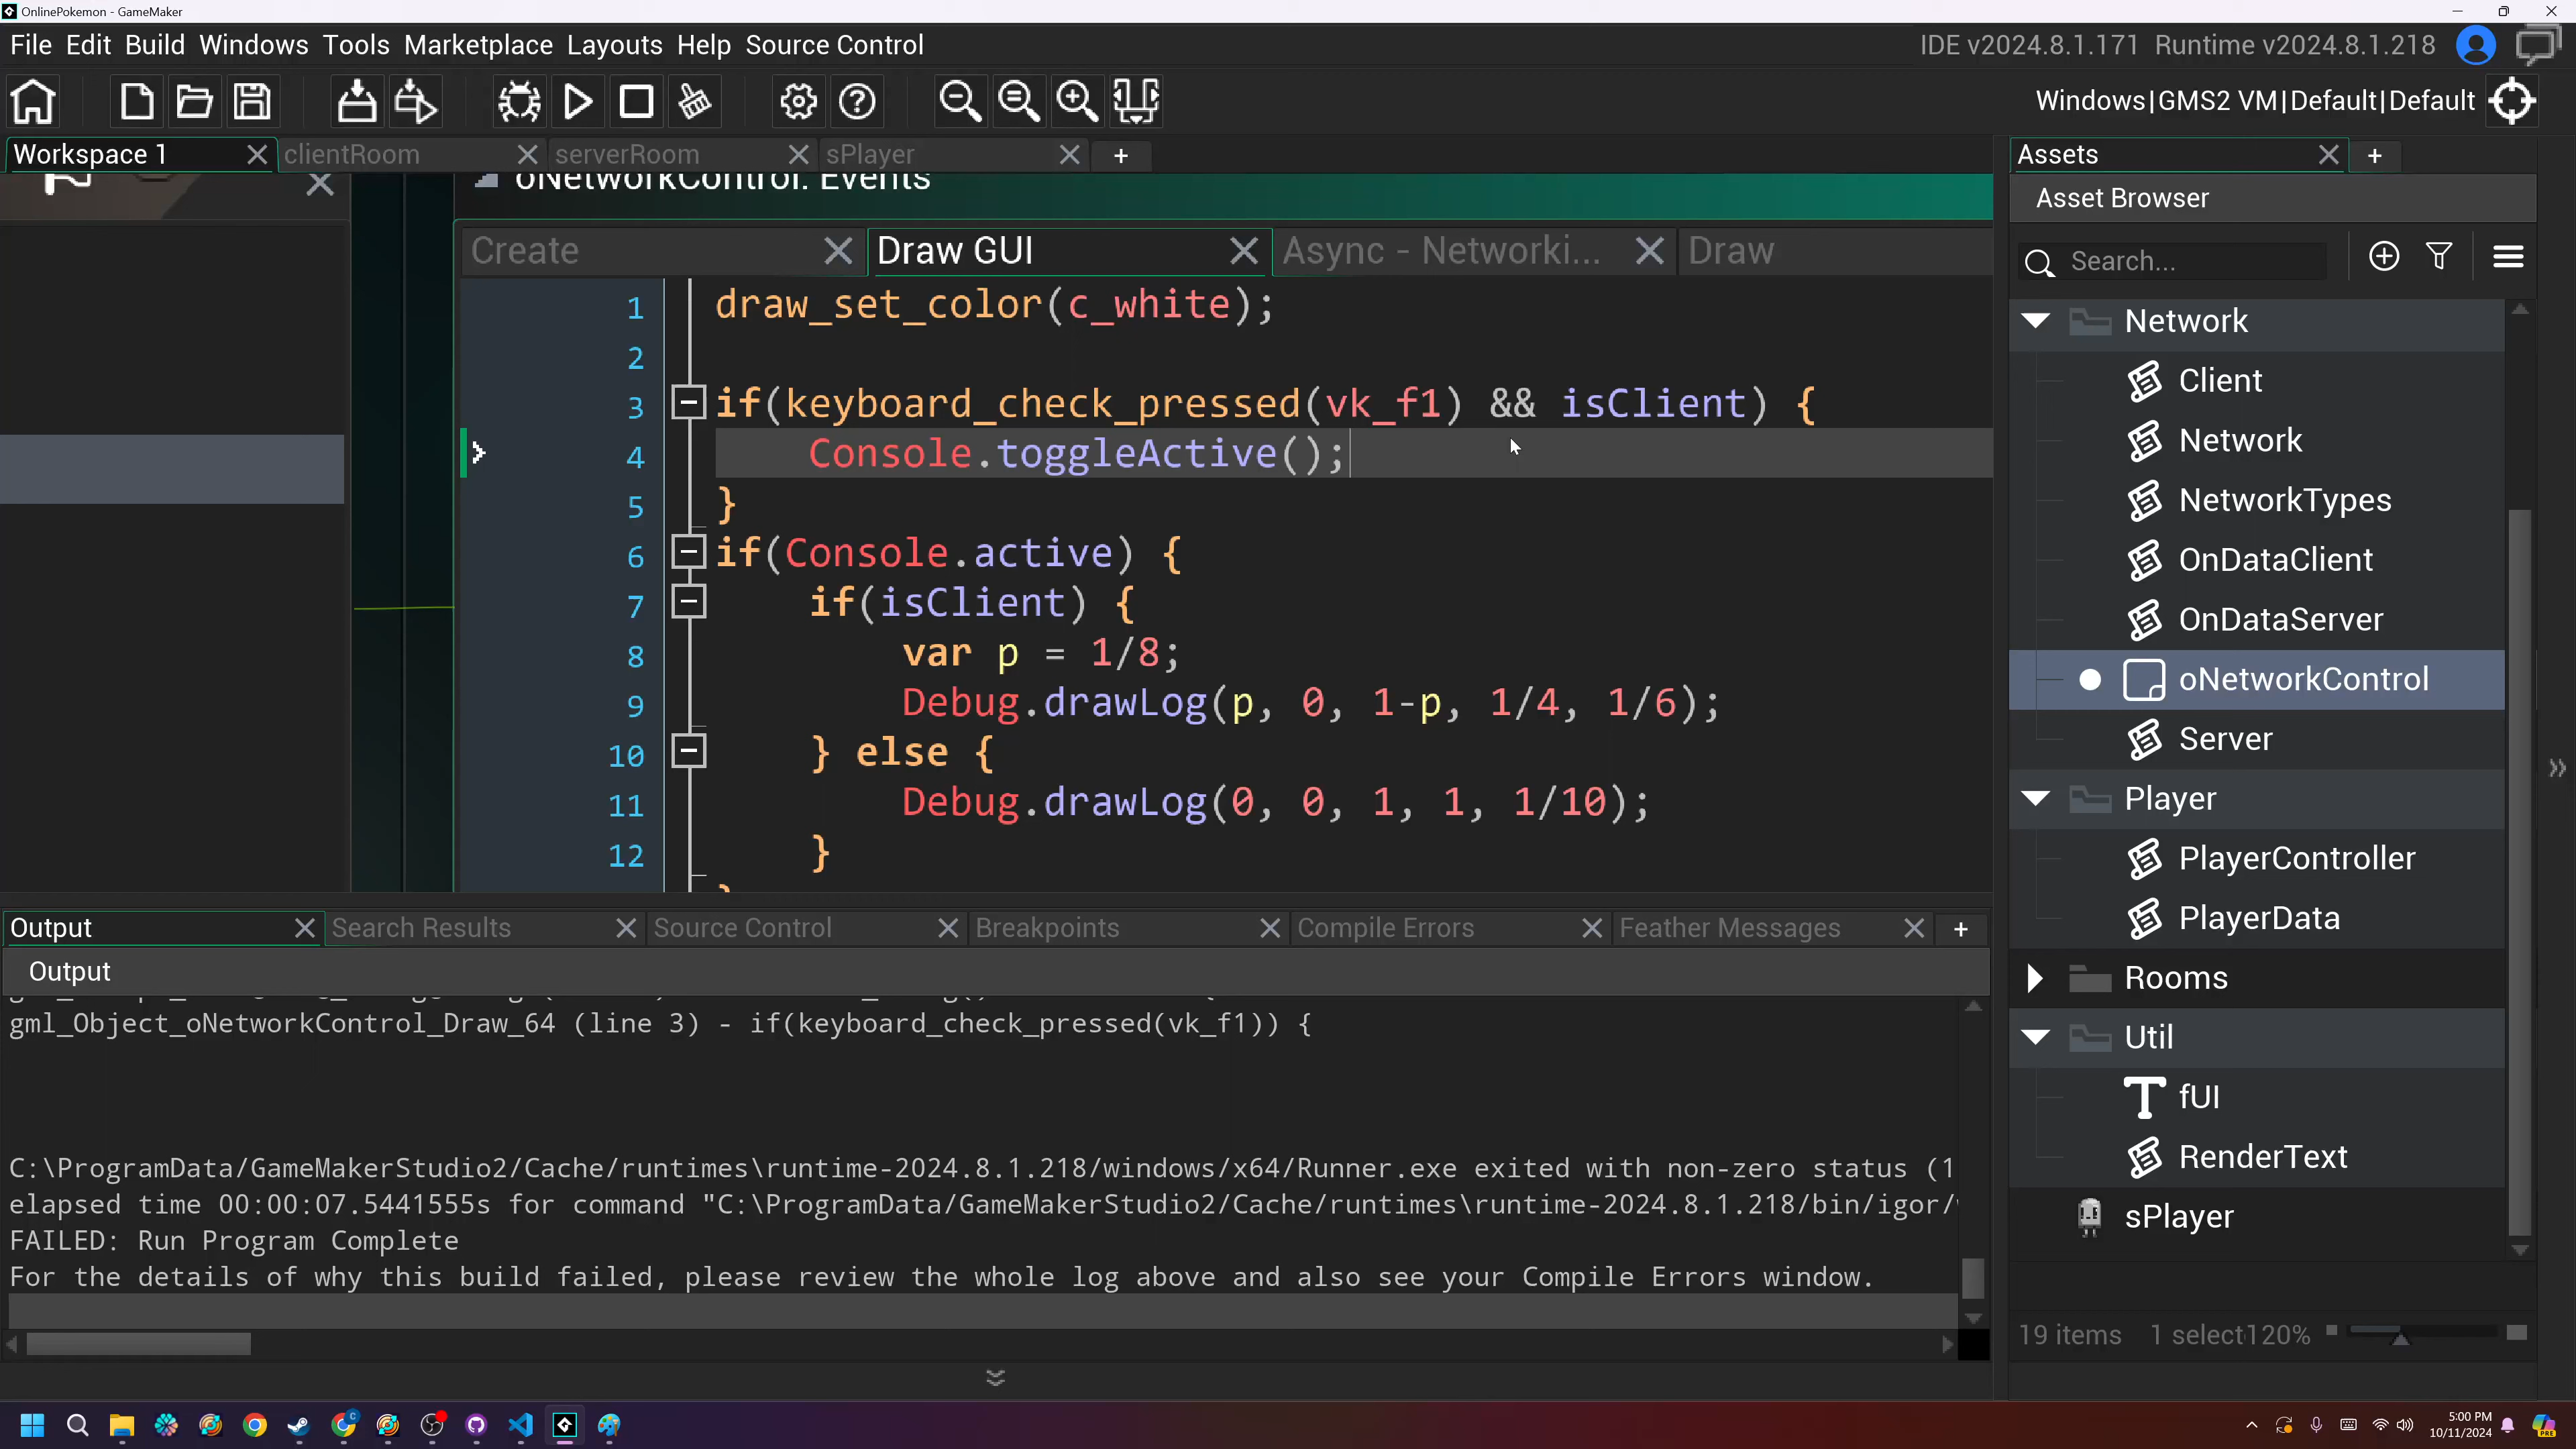 OnlinePokemon - GameMaker
File Edit Build Windows Tools Marketplace Layouts Help Source Control
IDE v2024.8.1.171 Runtime v2024.8.1.218
Windows|GMS2 VM|Default|Default
Workspace 1
clientRoom
serverRoom
sPlayer
+
oNetworkControl: Events
Create
Draw GUI
Async - Networki...
Draw
1 draw_set_color(c_white);
2
3 if(keyboard_check_pressed(vk_f1) && isClient) {
4 Console.toggleActive();
5 }
6 if(Console.active) {
7 if(isClient) {
8 var p = 1/8;
9 Debug.drawLog(p, 0, 1-p, 1/4, 1/6);
10 } else {
11 Debug.drawLog(0, 0, 1, 1, 1/10);
12 }
Output
Search Results
Source Control
Breakpoints
Compile Errors
Feather Messages
+
Output
gml_Object_oNetworkControl_Draw_64 (line 3) - if(keyboard_check_pressed(vk_f1)) {
C:\ProgramData/GameMakerStudio2/Cache/runtimes\runtime-2024.8.1.218/windows/x64/Runner.exe exited with non-zero status (1
elapsed time 00:00:07.5441555s for command "C:\ProgramData/GameMakerStudio2/Cache/runtimes\runtime-2024.8.1.218/bin/igor/
FAILED: Run Program Complete
For the details of why this build failed, please review the whole log above and also see your Compile Errors window.
Assets
+
Asset Browser
Search...
Network
Client
Network
NetworkTypes
OnDataClient
OnDataServer
oNetworkControl
Server
Player
PlayerController
PlayerData
Rooms
Util
fUI
RenderText
sPlayer
19 items 1 select 120%
5:00 PM
10/11/2024